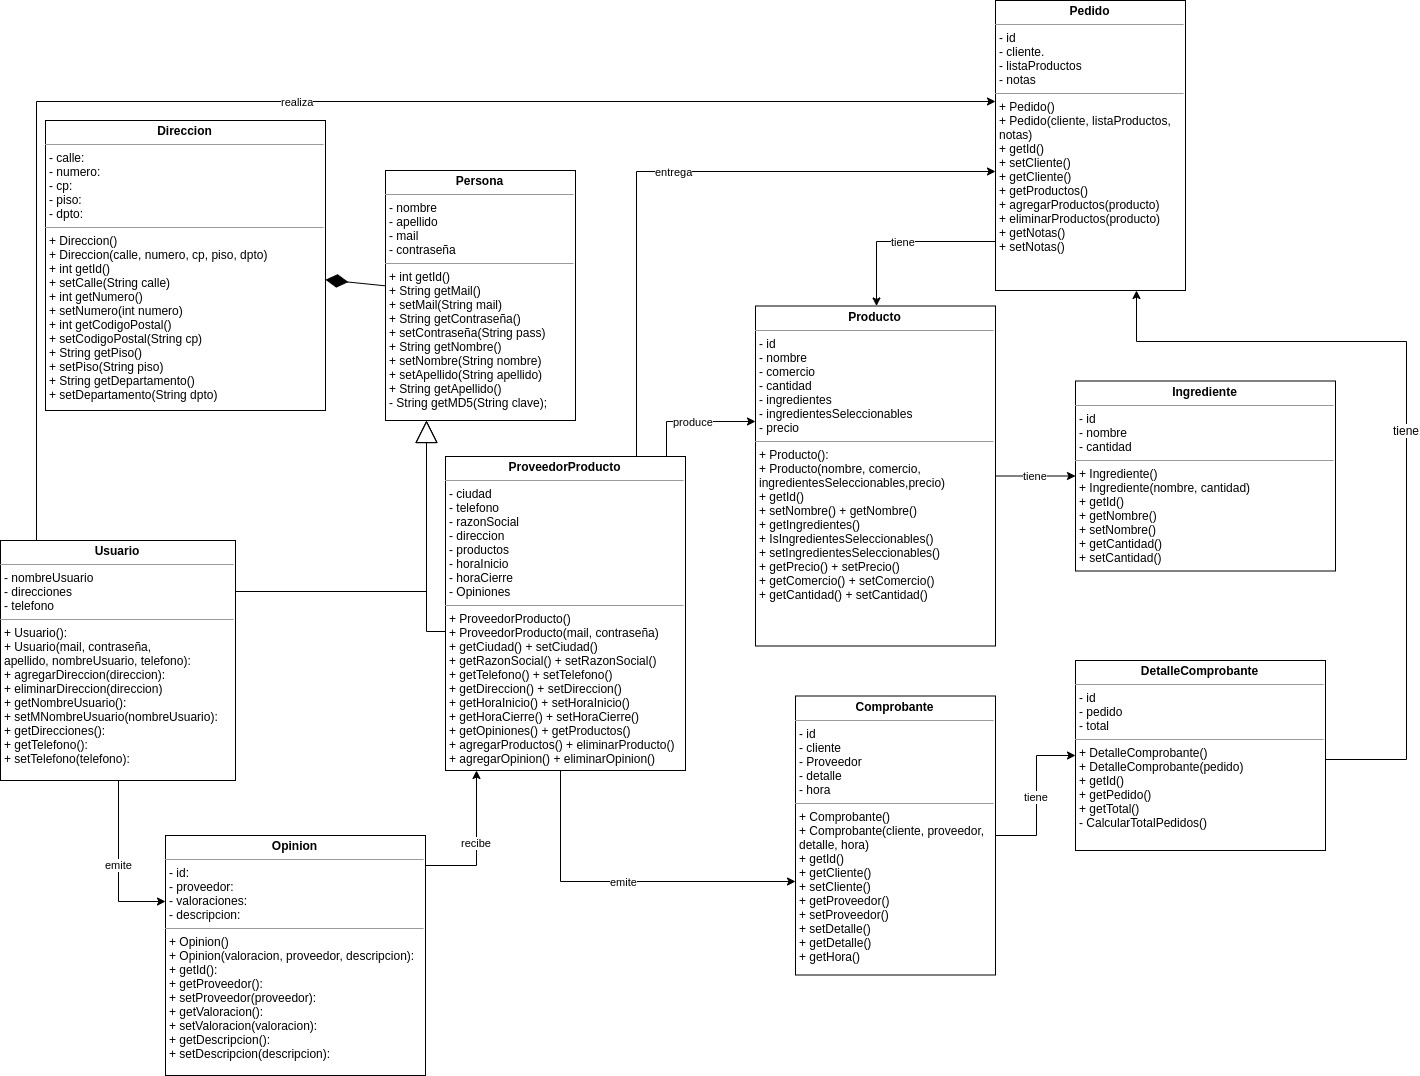 Pedido
- id
- cliente.
- listaProductos
- notas
+ Pedido()
+ Pedido(cliente, listaProductos,
notas)
+ getId()
+ setCliente()
+ getCliente()
+ getProductos()
+ agregarProductos(producto)
+ eliminarProductos(producto)
+ getNotas()
+ setNotas()
realiza
Direccion
- calle:
- numero:
- cp:
- piso:
- dpto:
+ Direccion()
+ Direccion(calle, numero, cp, piso, dpto)
+ int getId()
+ setCalle(String calle)
+ int getNumero()
+ setNumero(int numero)
+ int getCodigoPostal()
+ setCodigoPostal(String cp)
+ String getPiso()
+ setPiso(String piso)
+ String getDepartamento()
+ setDepartamento(String dpto)
Persona
- nombre
- apellido
- mail
- contraseña
+ int getId()
+ String getMail()
+ setMail(String mail)
+ String getContraseña()
+ setContraseña(String pass)
+ String getNombre()
+ setNombre(String nombre)
+ setApellido(String apellido)
+ String getApellido()
- String getMD5(String clave);
entrega
tiene
Producto
- id
- nombre
- comercio
- cantidad
- ingredientes
- ingredientesSeleccionables
- precio
+ Producto():
+ Producto(nombre, comercio,
ingredientesSeleccionables,precio)
+ getId()
+ setNombre() + getNombre()
+ getIngredientes()
+ IsIngredientesSeleccionables()
+ setIngredientesSeleccionables()
+ getPrecio() + setPrecio()
+ getComercio() + setComercio()
+ getCantidad() + setCantidad()
produce
tiene
Ingrediente
- id
- nombre
- cantidad
+ Ingrediente()
+ Ingrediente(nombre, cantidad)
+ getId()
+ getNombre()
+ setNombre()
+ getCantidad()
+ setCantidad()
tiene
ProveedorProducto
- ciudad
- telefono
- razonSocial
- direccion
- productos
- horaInicio
- horaCierre
- Opiniones
+ ProveedorProducto()
+ ProveedorProducto(mail, contraseña)
+ getCiudad() + setCiudad()
+ getRazonSocial() + setRazonSocial()
+ getTelefono() + setTelefono()
+ getDireccion() + setDireccion()
+ getHoraInicio() + setHoraInicio()
+ getHoraCierre() + setHoraCierre()
+ getOpiniones() + getProductos()
+ agregarProductos() + eliminarProducto()
+ agregarOpinion() + eliminarOpinion()
Usuario
- nombreUsuario
- direcciones
- telefono
+ Usuario():
+ Usuario(mail, contraseña,
apellido, nombreUsuario, telefono):
+ agregarDireccion(direccion):
+ eliminarDireccion(direccion)
+ getNombreUsuario():
+ setMNombreUsuario(nombreUsuario):
+ getDirecciones():
+ getTelefono():
+ setTelefono(telefono):
DetalleComprobante
- id
- pedido
- total
+ DetalleComprobante()
+ DetalleComprobante(pedido)
+ getId()
+ getPedido()
+ getTotal()
- CalcularTotalPedidos()
Comprobante
- id
- cliente
- Proveedor
- detalle
- hora
+ Comprobante()
+ Comprobante(cliente, proveedor,
detalle, hora)
+ getId()
+ getCliente()
+ setCliente()
+ getProveedor()
+ setProveedor()
+ setDetalle()
+ getDetalle()
+ getHora()
tiene
emite
recibe
emite
Opinion
- id:
- proveedor:
- valoraciones:
- descripcion:
+ Opinion()
+ Opinion(valoracion, proveedor, descripcion):
+ getId():
+ getProveedor():
+ setProveedor(proveedor):
+ getValoracion():
+ setValoracion(valoracion):
+ getDescripcion():
+ setDescripcion(descripcion):